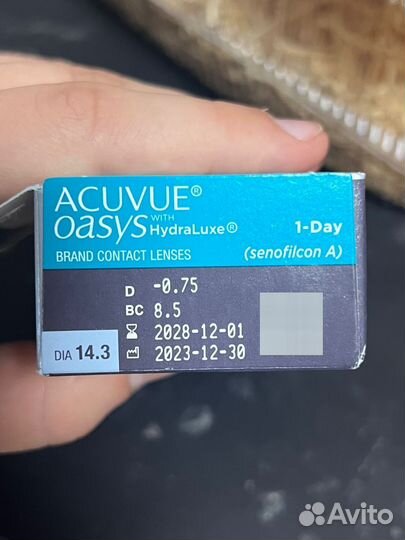 ACUVUE®
oasys WITH HydraLuxe®
1-Day
BRAND CONTACT LENSES
(senofilcon A)
D -0.75
BC 8.5
2028-12-01
2023-12-30
DIA 14.3
Avito